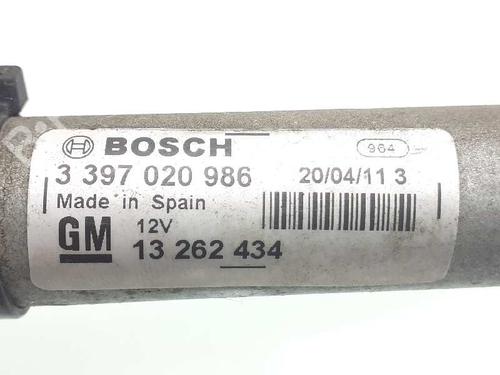 BOSCH 964
3 397 020 986 20/04/11 3
Made in Spain
GM 12V
13 262 434